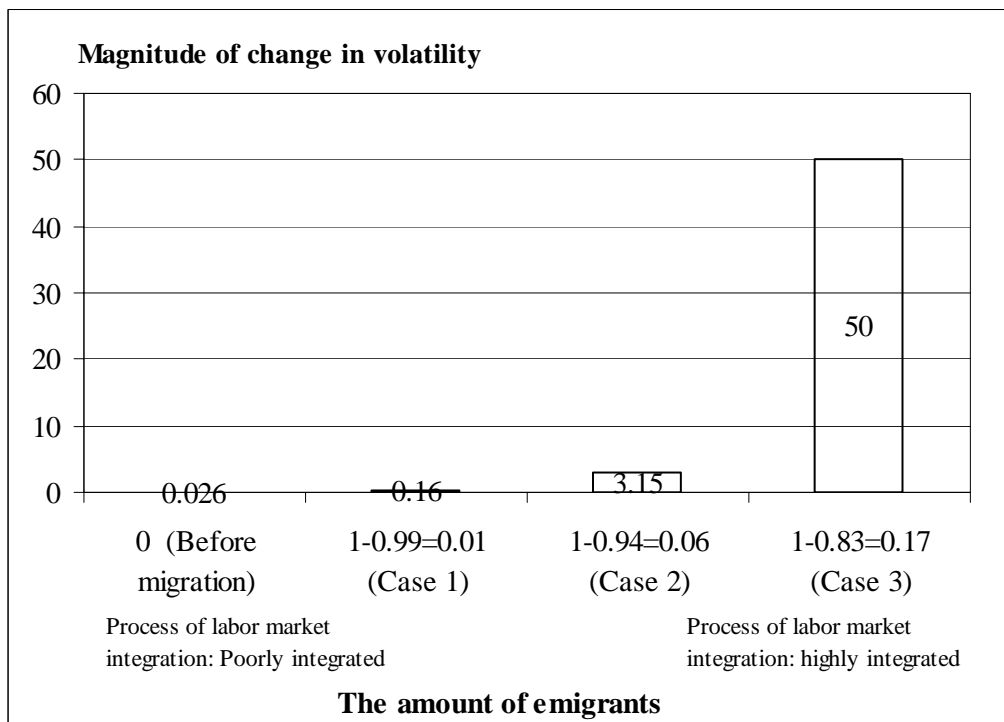 Magnitude of change in volatility
60
50
40
30
20
10
0
0.026
0.16
3.15
50
0 (Before
migration)
1-0.99=0.01
(Case 1)
1-0.94=0.06
(Case 2)
1-0.83=0.17
(Case 3)
Process of labor market
integration: Poorly integrated
Process of labor market
integration: highly integrated
The amount of emigrants